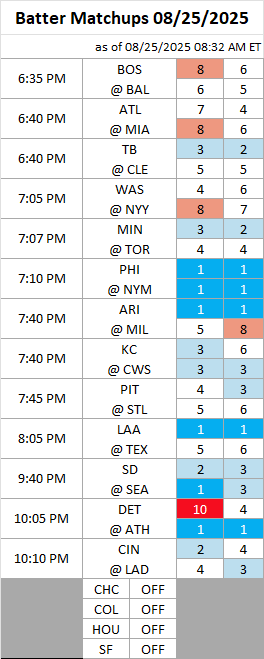 Batter Matchups 08/25/2025
as of 08/25/2025 08:32 AM ET
6:35 PM BOS 8 6
@ BAL 6 5
6:40 PM ATL 7 4
@ MIA 8 6
6:40 PM TB 3 2
@ CLE 5 5
7:05 PM WAS 4 6
@ NYY 8 7
7:07 PM MIN 3 2
@ TOR 4 4
7:10 PM PHI 1 1
@ NYM 1 1
7:40 PM ARI 1 1
@ MIL 5 8
7:40 PM KC 3 6
@ CWS 3 3
7:45 PM PIT 4 3
@ STL 5 6
8:05 PM LAA 1 1
@ TEX 5 6
9:40 PM SD 2 3
@ SEA 1 3
10:05 PM DET 10 4
@ ATH 1 1
10:10 PM CIN 2 4
@ LAD 4 3
CHC OFF
COL OFF
HOU OFF
SF OFF